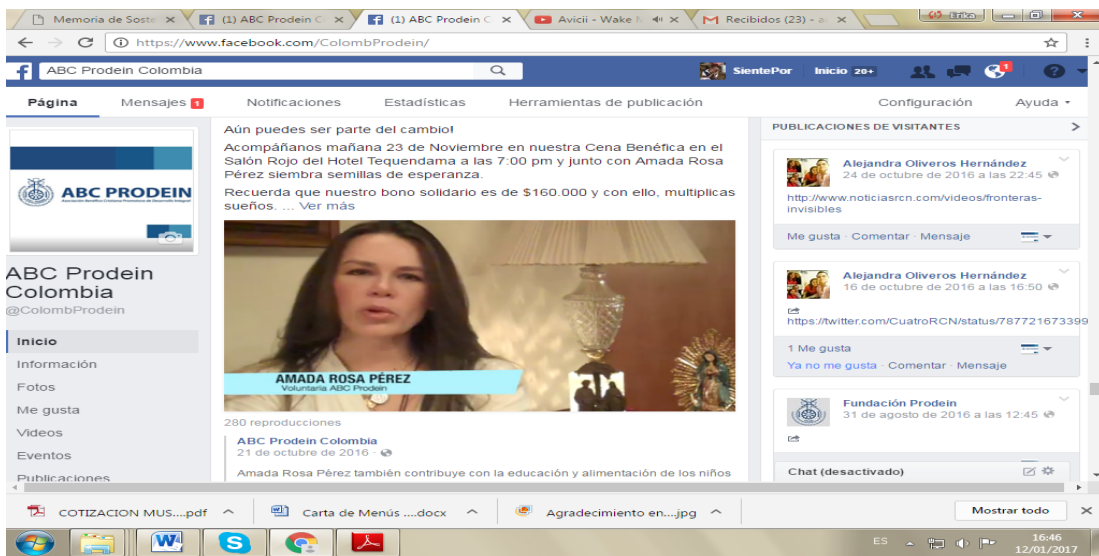 Memoria de Soste
(1) ABC Prodein C
(1) ABC Prodein C
Avicii - Wake
Recibidos (23) - a
Erika
https://www.facebook.com/ColombProdein/
ABC Prodein Colombia
SientePor
Inicio 20+
1
Página
Mensajes 1
Notificaciones
Estadísticas
Herramientas de publicación
Configuración
Ayuda
ABC PRODEIN
ABC Prodein
Colombia
@ColombProdein
Inicio
Información
Fotos
Me gusta
Videos
Eventos
Publicaciones
Aún puedes ser parte del cambio!
Acompáñanos mañana 23 de Noviembre en nuestra Cena Benéfica en el
Salón Rojo del Hotel Tequendama a las 7:00 pm y junto con Amada Rosa
Pérez siembra semillas de esperanza.
Recuerda que nuestro bono solidario es de $160.000 y con ello, multiplicas
sueños. ... Ver más
AMADA ROSA PÉREZ
Voluntaria ABC Prodein
280 reproducciones
ABC Prodein Colombia
21 de octubre de 2016 ·
Amada Rosa Pérez también contribuye con la educación y alimentación de los niños
PUBLICACIONES DE VISITANTES
Alejandra Oliveros Hernández
24 de octubre de 2016 a las 22:45
http://www.noticiasrcn.com/videos/fronteras-
invisibles
Me gusta · Comentar · Mensaje
Alejandra Oliveros Hernández
16 de octubre de 2016 a las 16:50
https://twitter.com/CuatroRCN/status/787721673399
1 Me gusta
Ya no me gusta · Comentar · Mensaje
Fundación Prodein
31 de agosto de 2016 a las 12:45
Chat (desactivado)
COTIZACION MUS....pdf
Carta de Menús ....docx
Agradecimiento en...jpg
Mostrar todo
ES
16:46
12/01/2017